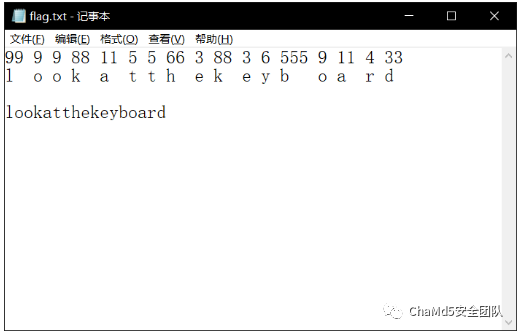 flag.txt - 记事本
文件(F) 编辑(E) 格式(O) 查看(V) 帮助(H)
99 9 9 88 11 5 5 66 3 88 3 6 555 9 11 4 33
l o o k a t t h e k e y b o a r d
lookatthekeyboard
ChaMd5安全团队